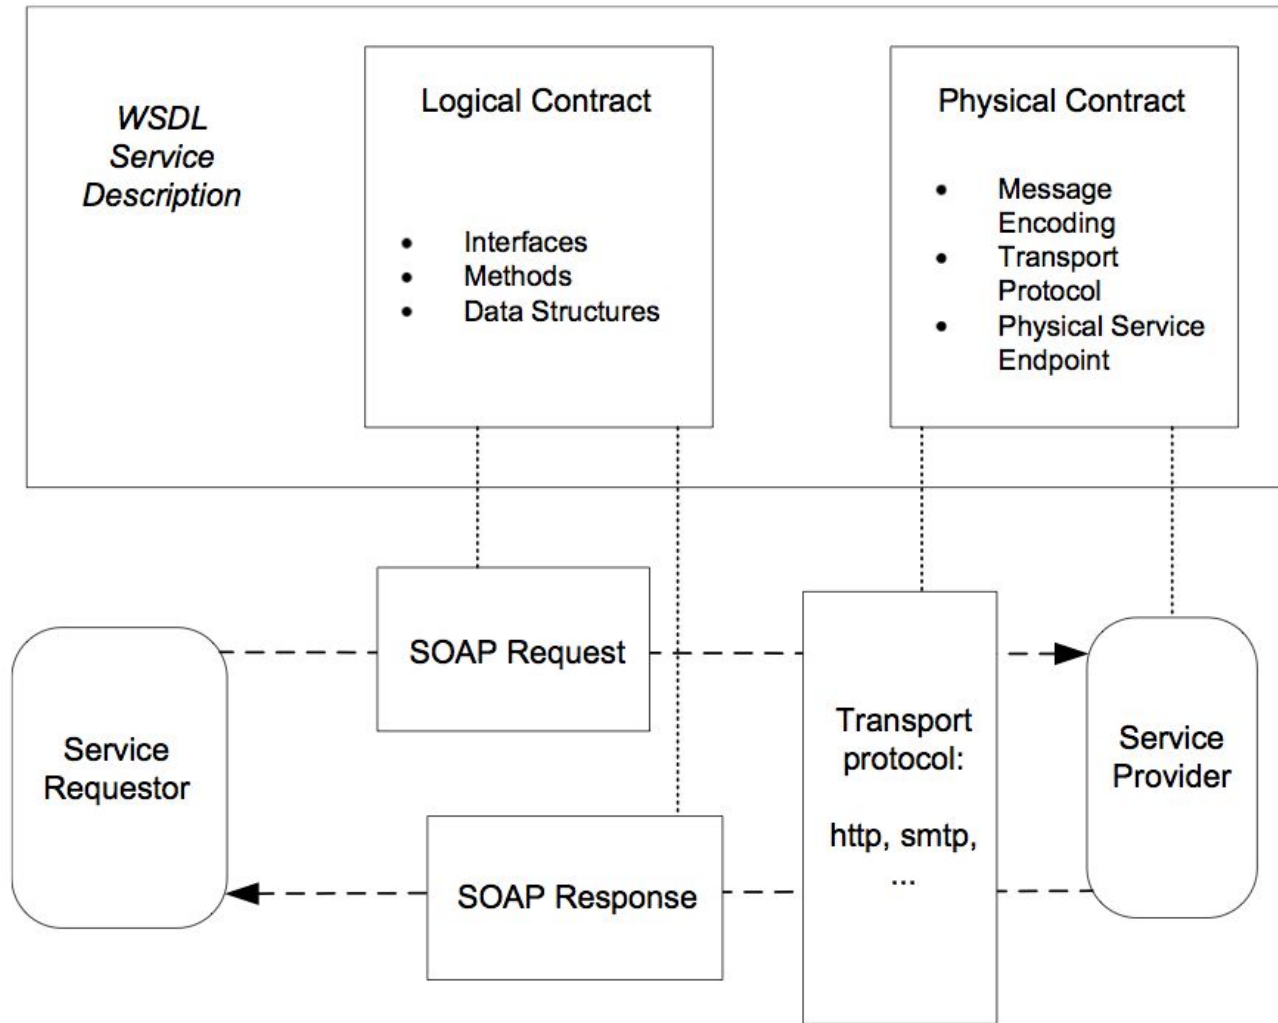 WSDL
Service
Description
Logical Contract
• Interfaces
• Methods
• Data Structures
Physical Contract
• Message
Encoding
• Transport
Protocol
• Physical Service
Endpoint
Service
Requestor
SOAP Request
SOAP Response
Transport
protocol:
http, smtp,
...
Service
Provider